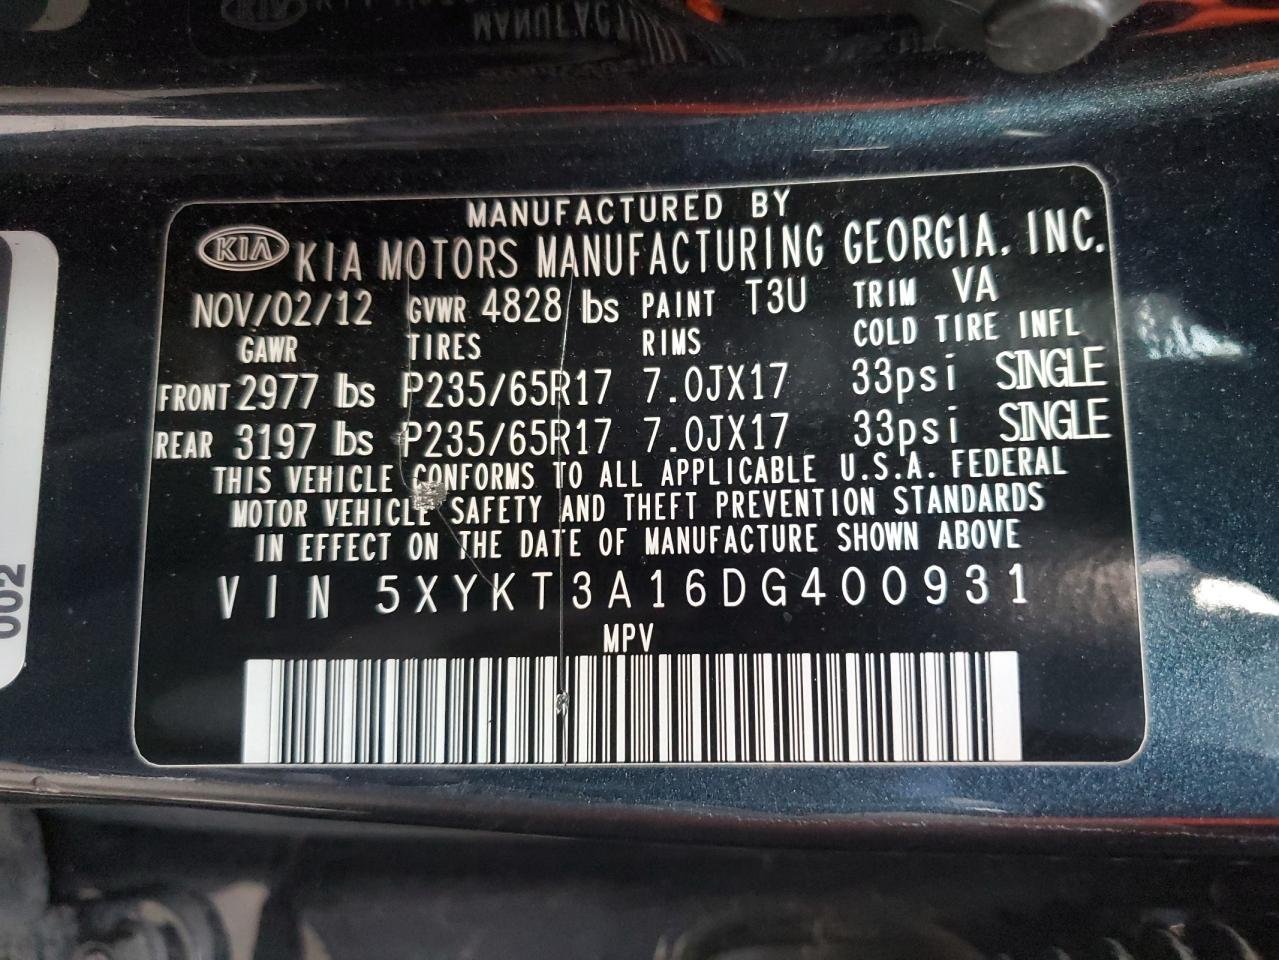 MANUFACTURED BY
KIA KIA MOTORS MANUFACTURING GEORGIA, INC.
NOV/02/12 GVWR 4828 lbs PAINT T3U TRIM VA
GAWR TIRES RIMS COLD TIRE INFL
FRONT 2977 lbs P235/65R17 7.0JX17 33psi SINGLE
REAR 3197 lbs P235/65R17 7.0JX17 33psi SINGLE
THIS VEHICLE CONFORMS TO ALL APPLICABLE U.S.A. FEDERAL
MOTOR VEHICLE SAFETY AND THEFT PREVENTION STANDARDS
IN EFFECT ON THE DATE OF MANUFACTURE SHOWN ABOVE
VIN 5XYKT3A16DG400931
MPV
002